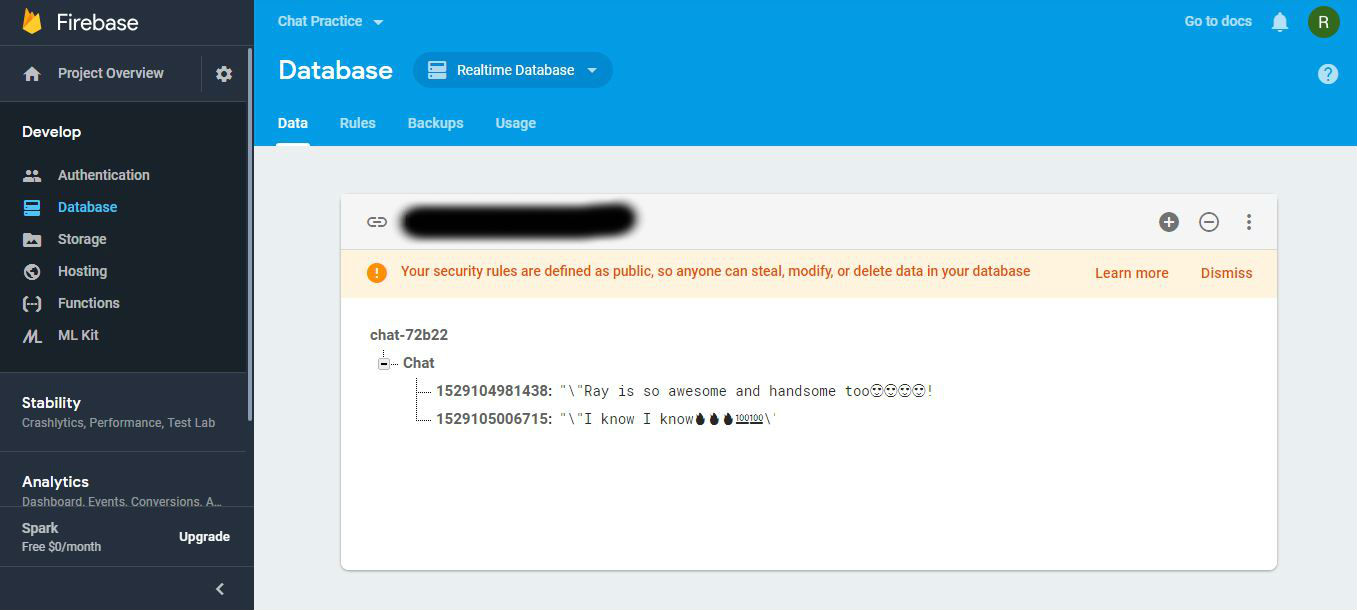 Firebase
Project Overview
Develop
Authentication
Database
Storage
Hosting
Functions
ML Kit
Stability
Crashlytics, Performance, Test Lab
Analytics
Dashboard, Events, Conversions, A...
Spark
Free $0/month
Upgrade
Chat Practice
Go to docs
R
Database
Realtime Database
Data Rules Backups Usage
Your security rules are defined as public, so anyone can steal, modify, or delete data in your database
Learn more
Dismiss
chat-72b22
Chat
1529104981438: "\"Ray is so awesome and handsome too😍😍😍😍!
1529105006715: "\"I know I know🔥🔥🔥💯💯\'